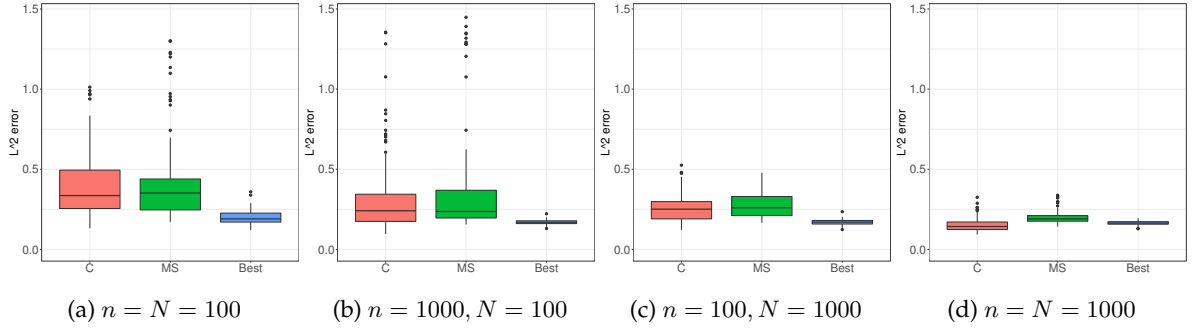 1.5
1.0
0.5
0.0
L^2 error
C MS Best
(a) n = N = 100
1.5
1.0
0.5
0.0
L^2 error
C MS Best
(b) n = 1000, N = 100
1.5
1.0
0.5
0.0
L^2 error
C MS Best
(c) n = 100, N = 1000
1.5
1.0
0.5
0.0
L^2 error
C MS Best
(d) n = N = 1000